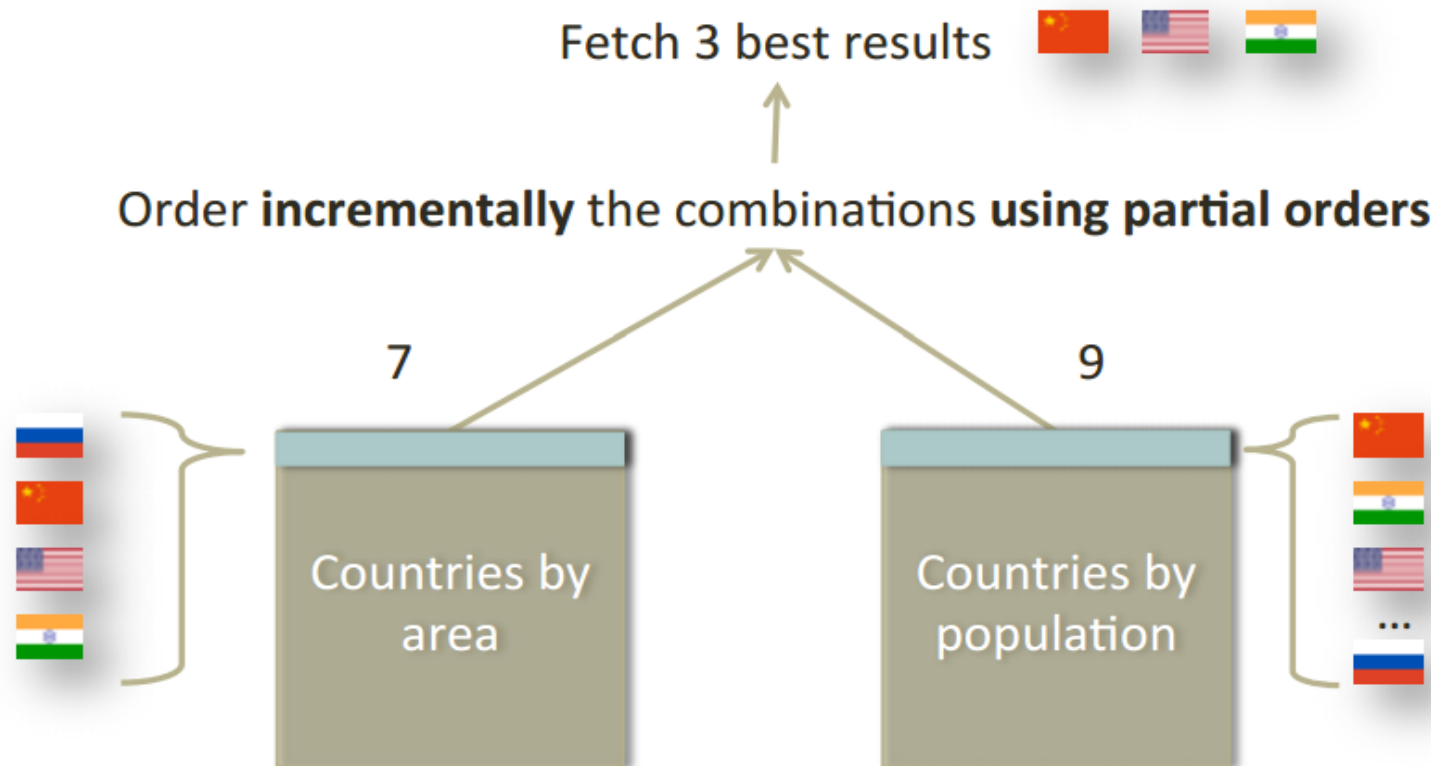 Fetch 3 best results
Order incrementally the combinations using partial orders
7
9
Countries by
area
Countries by
population
...